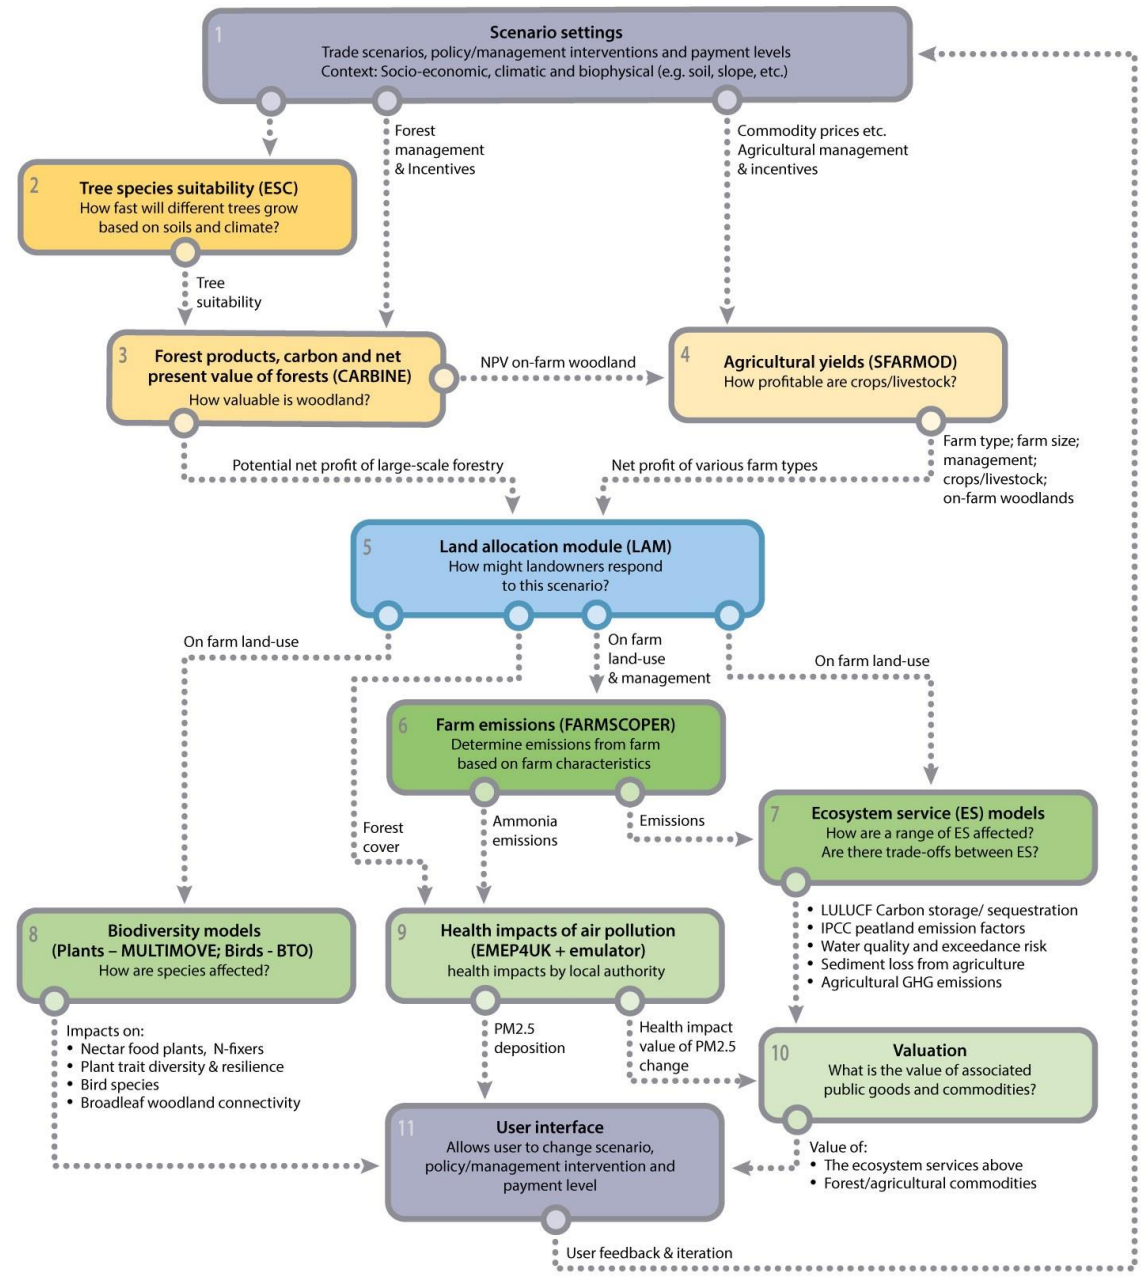 1
Scenario settings
Trade scenarios, policy/management interventions and payment levels
Context: Socio-economic, climatic and biophysical (e.g. soil, slope, etc.)
Forest
management
& Incentives
Commodity prices etc.
Agricultural management
& incentives
2
Tree species suitability (ESC)
How fast will different trees grow
based on soils and climate?
Tree
suitability
3
Forest products, carbon and net
present value of forests (CARBINE)
How valuable is woodland?
NPV on-farm woodland
4
Agricultural yields (SFARMOD)
How profitable are crops/livestock?
Farm type; farm size;
management;
crops/livestock;
on-farm woodlands
Potential net profit of large-scale forestry
Net profit of various farm types
5
Land allocation module (LAM)
How might landowners respond
to this scenario?
On farm land-use
On farm
land-use
& management
On farm land-use
6
Farm emissions (FARMSCOPER)
Determine emissions from farm
based on farm characteristics
Forest
cover
Ammonia
emissions
Emissions
7
Ecosystem service (ES) models
How are a range of ES affected?
Are there trade-offs between ES?
• LULUCF Carbon storage/ sequestration
• IPCC peatland emission factors
• Water quality and exceedance risk
• Sediment loss from agriculture
• Agricultural GHG emissions
8
Biodiversity models
(Plants – MULTIMOVE; Birds - BTO)
How are species affected?
Impacts on:
• Nectar food plants, N-fixers
• Plant trait diversity & resilience
• Bird species
• Broadleaf woodland connectivity
9
Health impacts of air pollution
(EMEP4UK + emulator)
health impacts by local authority
PM2.5
deposition
Health impact
value of PM2.5
change
10
Valuation
What is the value of associated
public goods and commodities?
Value of:
• The ecosystem services above
• Forest/agricultural commodities
11
User interface
Allows user to change scenario,
policy/management intervention and
payment level
User feedback & iteration